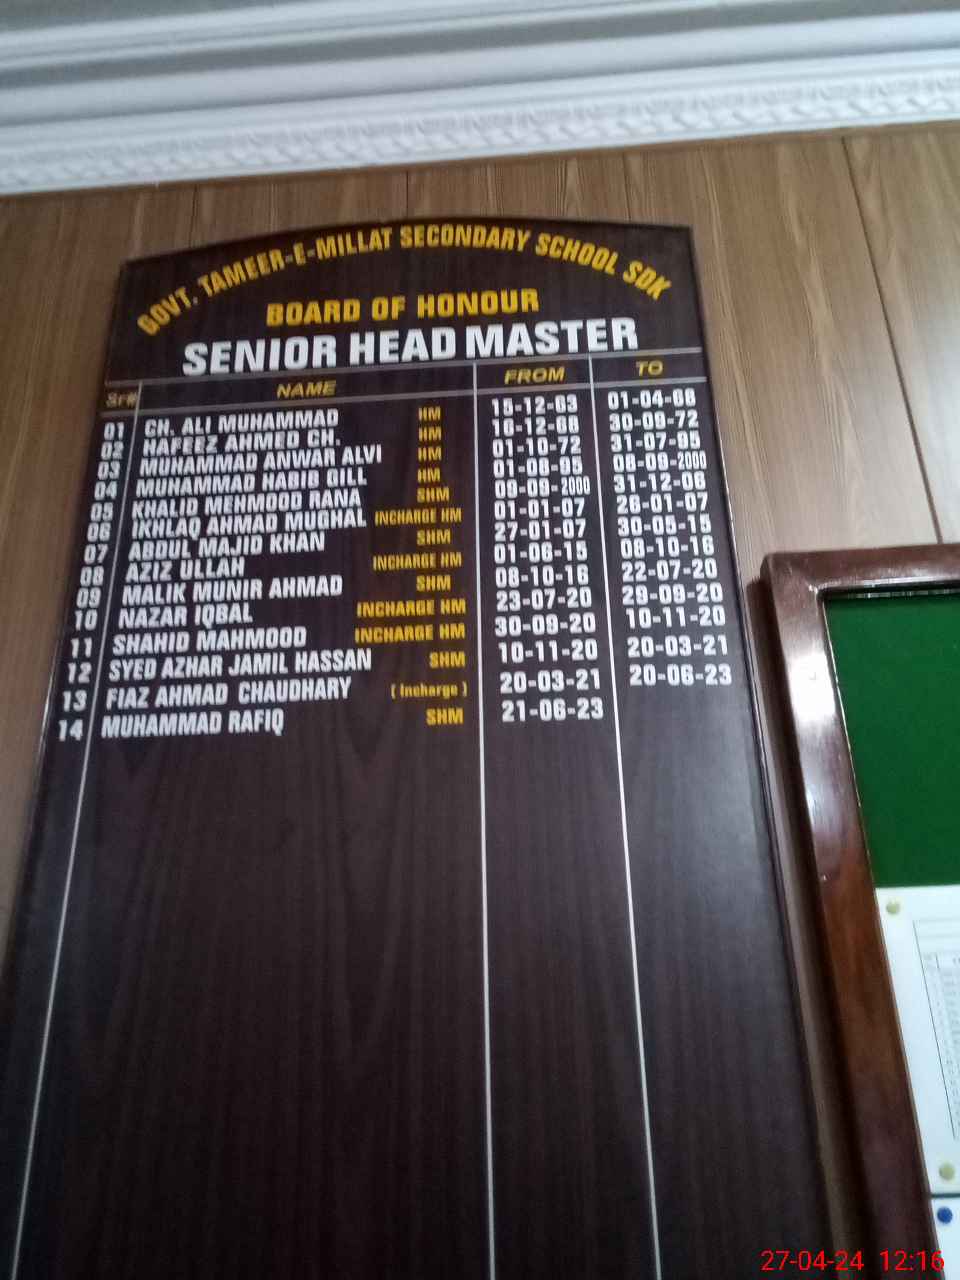 GOVT. TAMEER-E-MILLAT SECONDARY SCHOOL SDK
BOARD OF HONOUR
SENIOR HEAD MASTER
Sr# NAME FROM TO
01 CH. ALI MUHAMMAD HM 15-12-63 01-04-68
02 HAFEEZ AHMED CH. HM 16-12-68 30-09-72
03 MUHAMMAD ANWAR ALVI HM 01-10-72 31-07-95
04 MUHAMMAD HABIB GILL HM 01-08-95 08-09-2000
05 KHALID MEHMOOD RANA SHM 09-09-2000 31-12-06
06 IKHLAQ AHMAD MUGHAL INCHARGE HM 01-01-07 26-01-07
07 ABDUL MAJID KHAN SHM 27-01-07 30-05-15
08 AZIZ ULLAH INCHARGE HM 01-06-15 08-10-16
09 MALIK MUNIR AHMAD SHM 08-10-16 22-07-20
10 NAZAR IQBAL INCHARGE HM 23-07-20 29-09-20
11 SHAHID MAHMOOD INCHARGE HM 30-09-20 10-11-20
12 SYED AZHAR JAMIL HASSAN SHM 10-11-20 20-03-21
13 FIAZ AHMAD CHAUDHARY ( Incharge ) 20-03-21 20-06-23
14 MUHAMMAD RAFIQ SHM 21-06-23
27-04-24 12:16